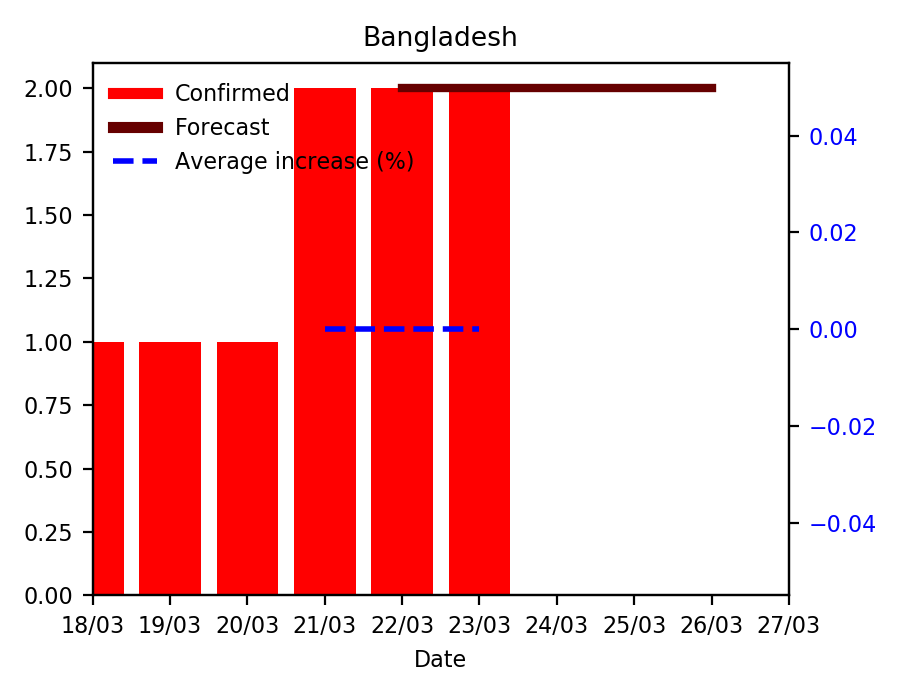 Bangladesh
Confirmed
Forecast
Average increase (%)
2.00
1.75
1.50
1.25
1.00
0.75
0.50
0.25
0.00
0.04
0.02
0.00
−0.02
−0.04
18/03 19/03 20/03 21/03 22/03 23/03 24/03 25/03 26/03 27/03
Date